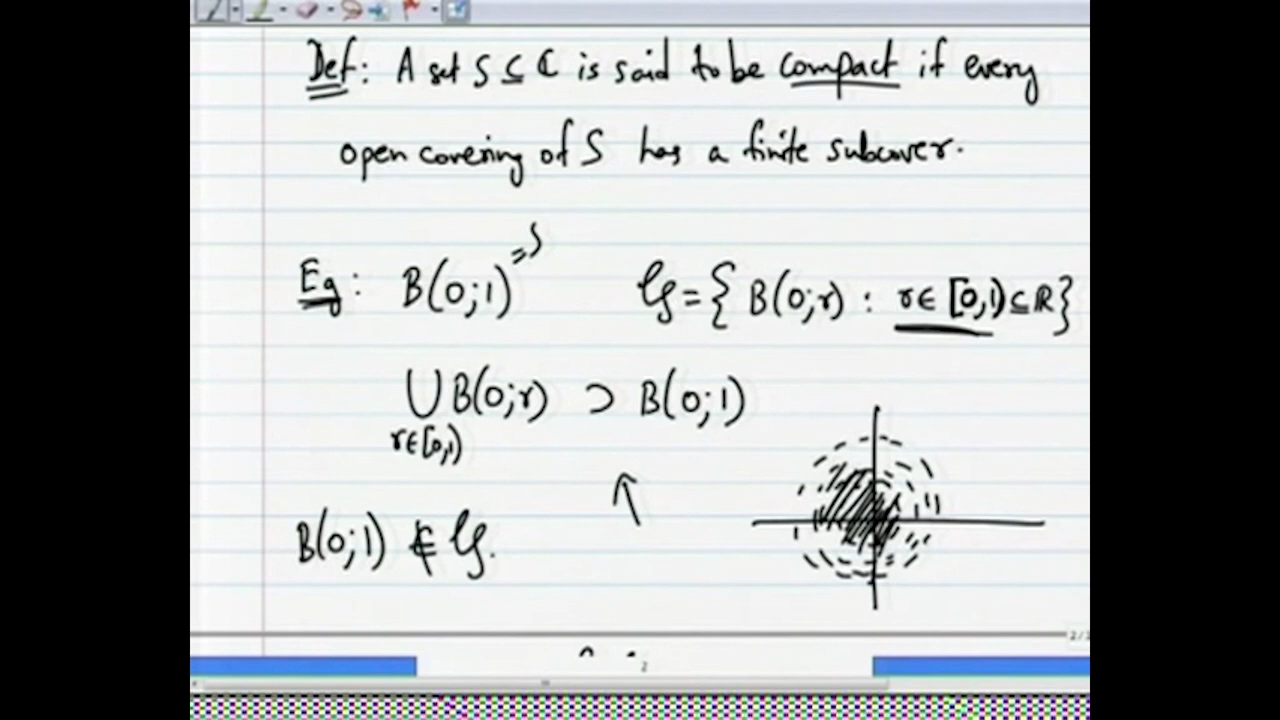 Def: A set S ⊆ ℂ is said to be compact if every
open covering of S has a finite subcover.
Eg: B(0;1) = S   𝒢 = { B(0;r) : r ∈ [0,1) ⊆ ℝ }
⋃ B(0;r) ⊃ B(0;1)
r∈[0,1)
B(0;1) ∉ 𝒢.
2